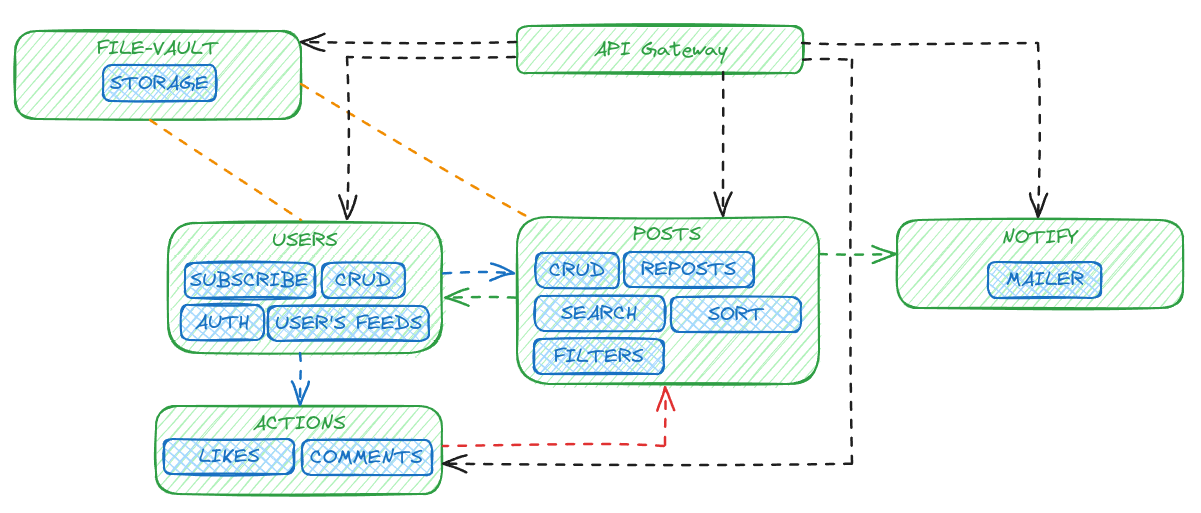 FILE-VAULT
STORAGE
API Gateway
USERS
SUBSCRIBE
CRUD
AUTH
USER'S FEEDS
POSTS
CRUD
REPOSTS
SEARCH
SORT
FILTERS
NOTIFY
MAILER
ACTIONS
LIKES
COMMENTS